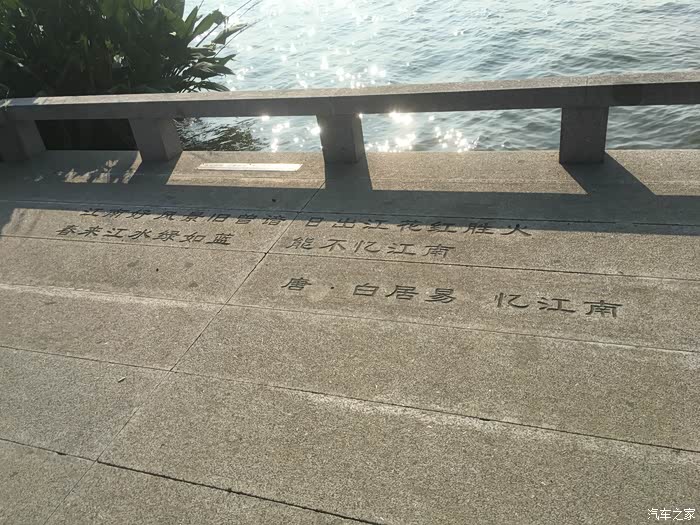 江南好风景旧曾谙 日出江花红胜火
春来江水绿如蓝 能不忆江南
唐·白居易 忆江南
汽车之家